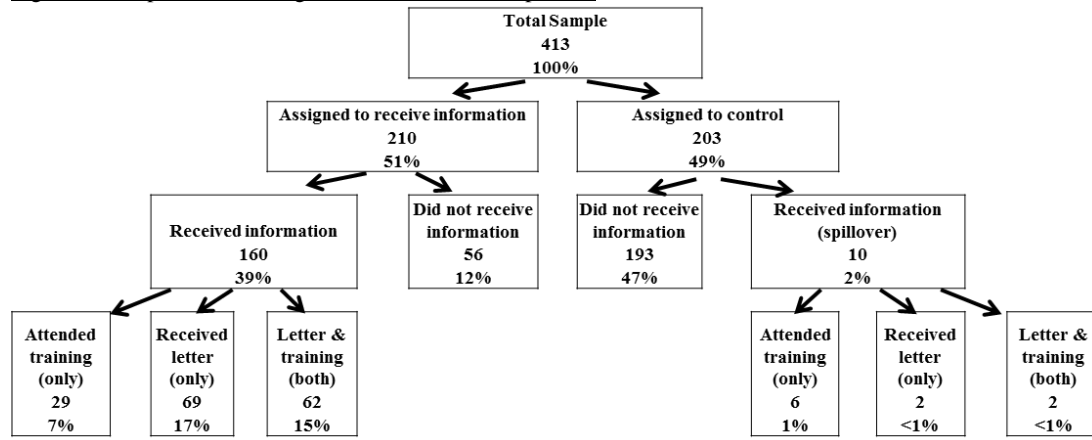 Total Sample
413
100%
Assigned to receive information
210
51%
Assigned to control
203
49%
Received information
160
39%
Did not receive
information
56
12%
Did not receive
information
193
47%
Received information
(spillover)
10
2%
Attended
training
(only)
29
7%
Received
letter
(only)
69
17%
Letter &
training
(both)
62
15%
Attended
training
(only)
6
1%
Received
letter
(only)
2
<1%
Letter &
training
(both)
2
<1%